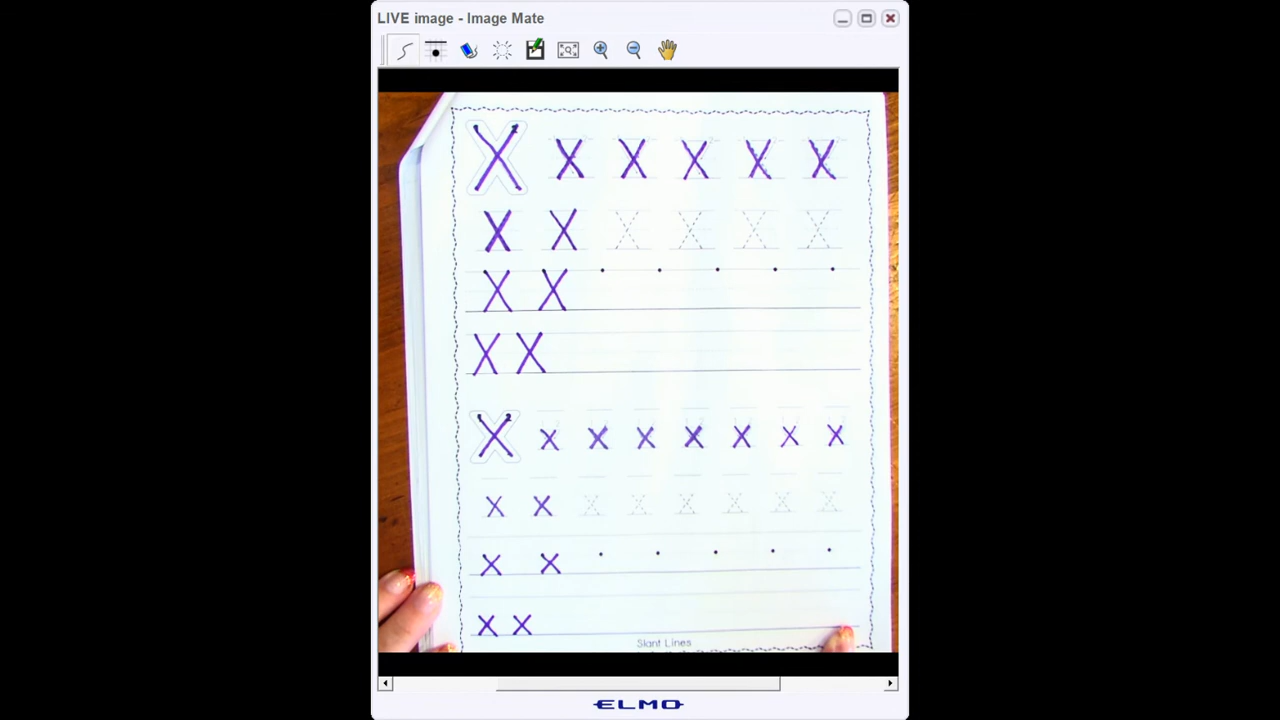 LIVE image - Image Mate
X X X X X X
X X X X X X
X X
X X
X x x x x x x x
x x x x x x x x
x x
x x
Slant Lines
ELMO